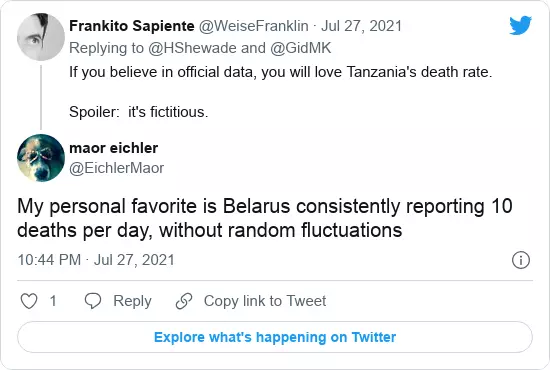 Frankito Sapiente @WeiseFranklin · Jul 27, 2021
Replying to @HShewade and @GidMK
If you believe in official data, you will love Tanzania's death rate.
Spoiler:  it's fictitious.
maor eichler
@EichlerMaor
My personal favorite is Belarus consistently reporting 10
deaths per day, without random fluctuations
10:44 PM · Jul 27, 2021
1 Reply Copy link to Tweet
Explore what's happening on Twitter